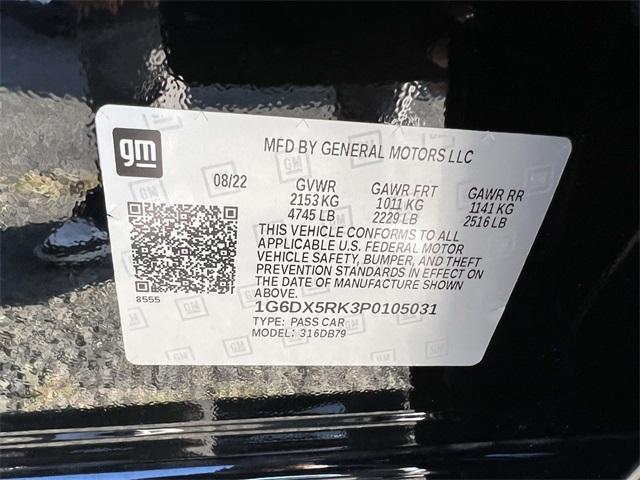 gm
MFD BY GENERAL MOTORS LLC
08/22
GVWR GAWR FRT GAWR RR
2153 KG 1011 KG 1141 KG
4745 LB 2229 LB 2516 LB
THIS VEHICLE CONFORMS TO ALL
APPLICABLE U.S. FEDERAL MOTOR
VEHICLE SAFETY, BUMPER, AND THEFT
PREVENTION STANDARDS IN EFFECT ON
THE DATE OF MANUFACTURE SHOWN
ABOVE.
8555
1G6DX5RK3P0105031
TYPE: PASS CAR
MODEL: 316DB79